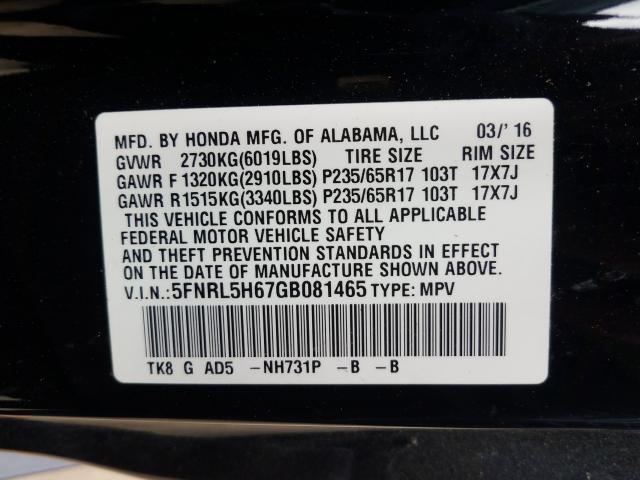 MFD. BY HONDA MFG. OF ALABAMA, LLC 03/'16
GVWR 2730KG(6019LBS) TIRE SIZE RIM SIZE
GAWR F 1320KG(2910LBS) P235/65R17 103T 17X7J
GAWR R1515KG(3340LBS) P235/65R17 103T 17X7J
THIS VEHICLE CONFORMS TO ALL APPLICABLE
FEDERAL MOTOR VEHICLE SAFETY
AND THEFT PREVENTION STANDARDS IN EFFECT ON THE
DATE OF MANUFACTURE SHOWN ABOVE.
V.I.N.:5FNRL5H67GB081465 TYPE: MPV
TK8 G AD5 -NH731P -B -B